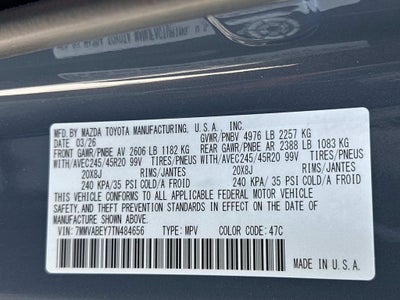 MFD. BY MAZDA TOYOTA MANUFACTURING, U.S.A., INC.
DATE 03/26 GVWR/PNBV 4976 LB 2257 KG
FRONT GAWR/PNBE AV 2606 LB 1182 KG REAR GAWR/PNBE AR 2388 LB 1083 KG
WITH/AVEC245/45R20 99V TIRES/PNEUS WITH/AVEC245/45R20 99V TIRES/PNEUS
20X8J RIMS/JANTES 20X8J RIMS/JANTES
240 KPA/ 35 PSI COLD/A FROID 240 KPA/ 35 PSI COLD/A FROID
THIS VEHICLE CONFORMS TO ALL APPLICABLE FEDERAL MOTOR VEHICLE
SAFETY AND THEFT PREVENTION STANDARDS IN EFFECT ON THE DATE OF
MANUFACTURE SHOWN ABOVE.
VIN: 7MMVABEY7TN484656 TYPE: MPV COLOR CODE: 47C
MADE IN U.S.A.